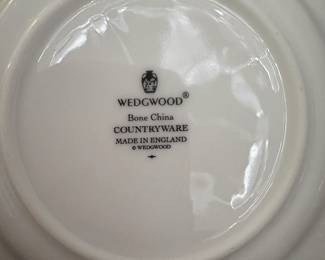 WEDGWOOD®
Bone China
COUNTRYWARE
MADE IN ENGLAND
© WEDGWOOD